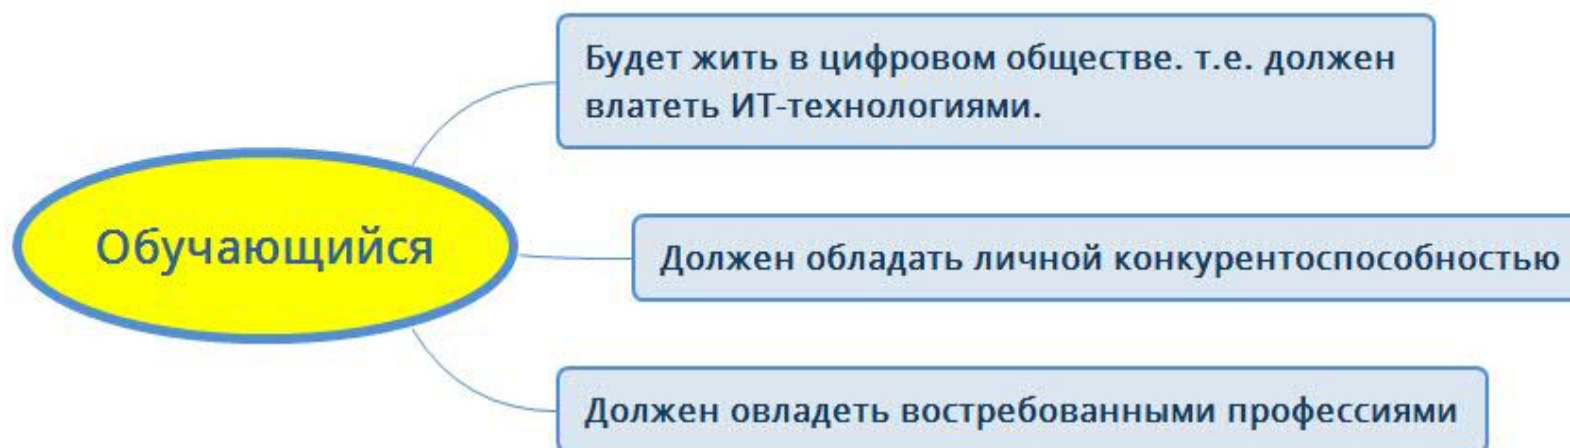 Будет жить в цифровом обществе. т.е. должен
влатеть ИТ-технологиями.
Обучающийся
Должен обладать личной конкурентоспособностью
Должен овладеть востребованными профессиями